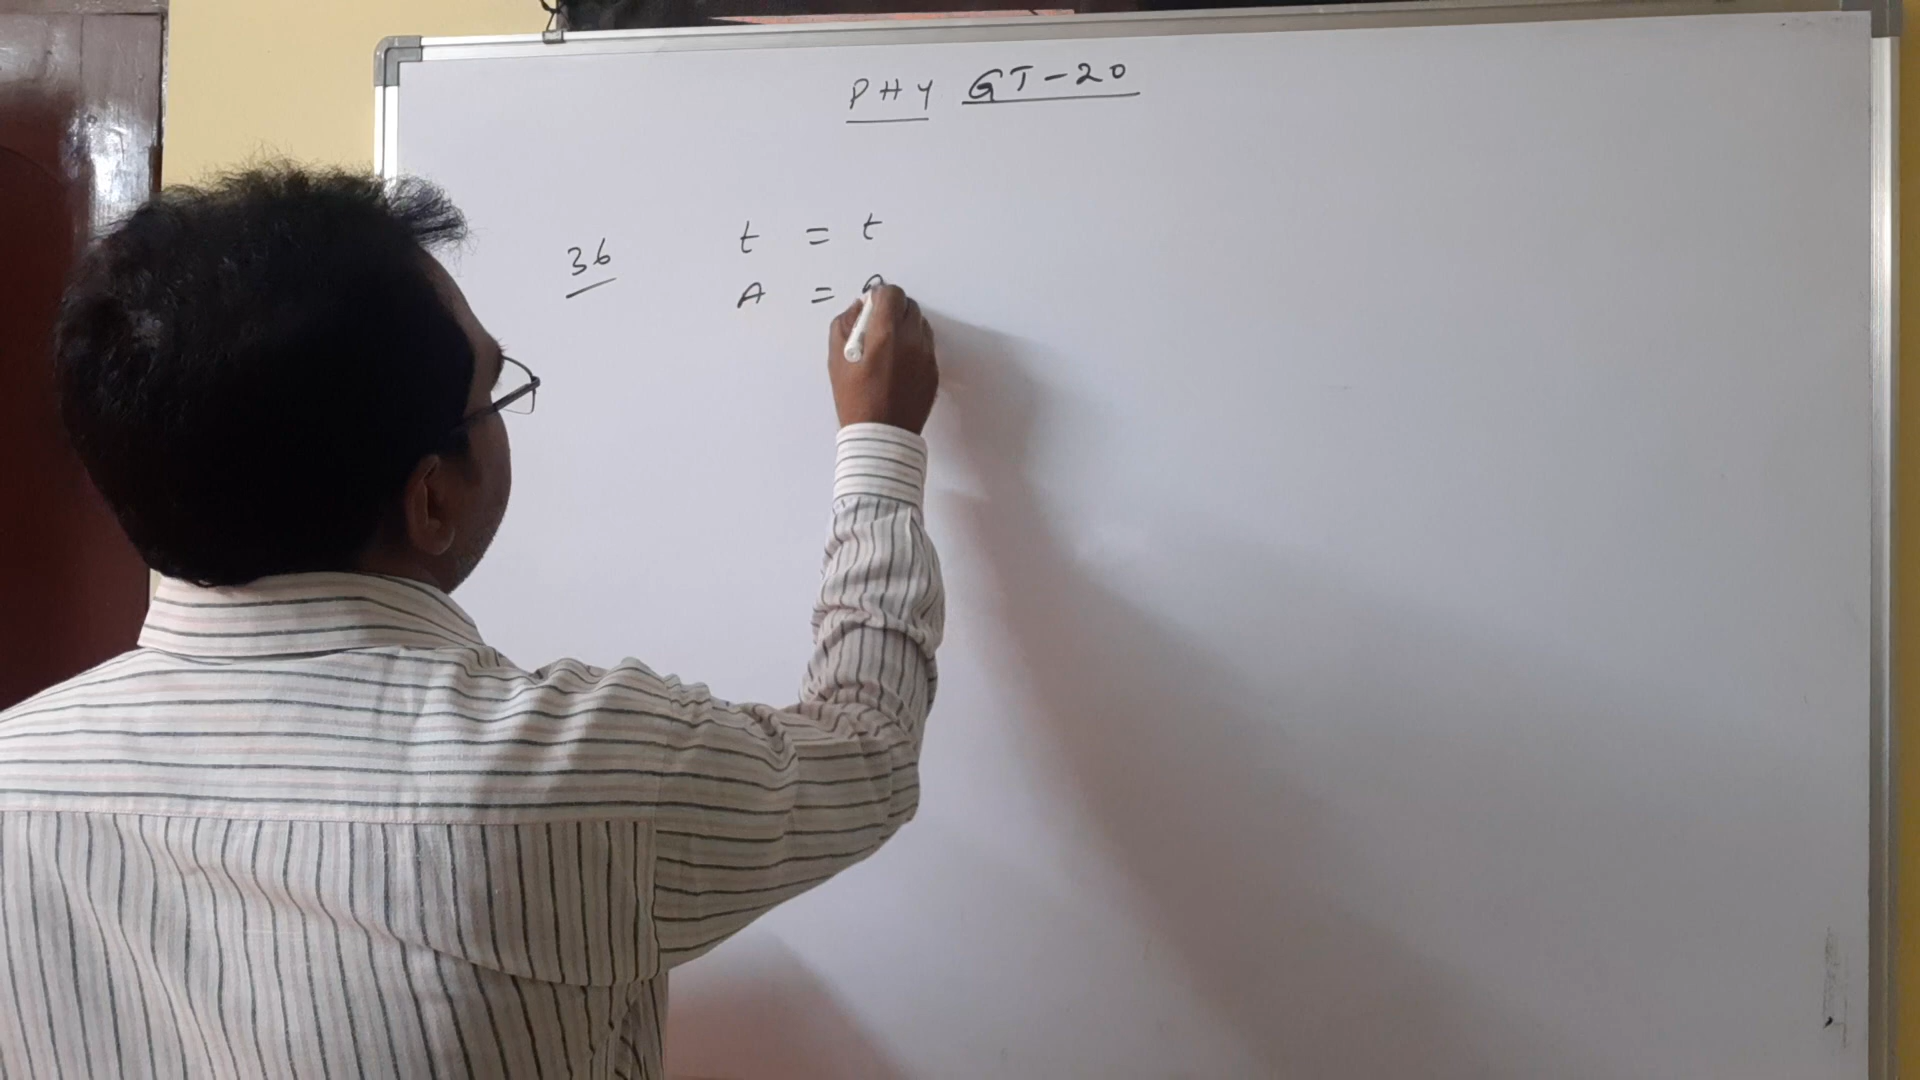 PHY GT-20
36
t = t
A =